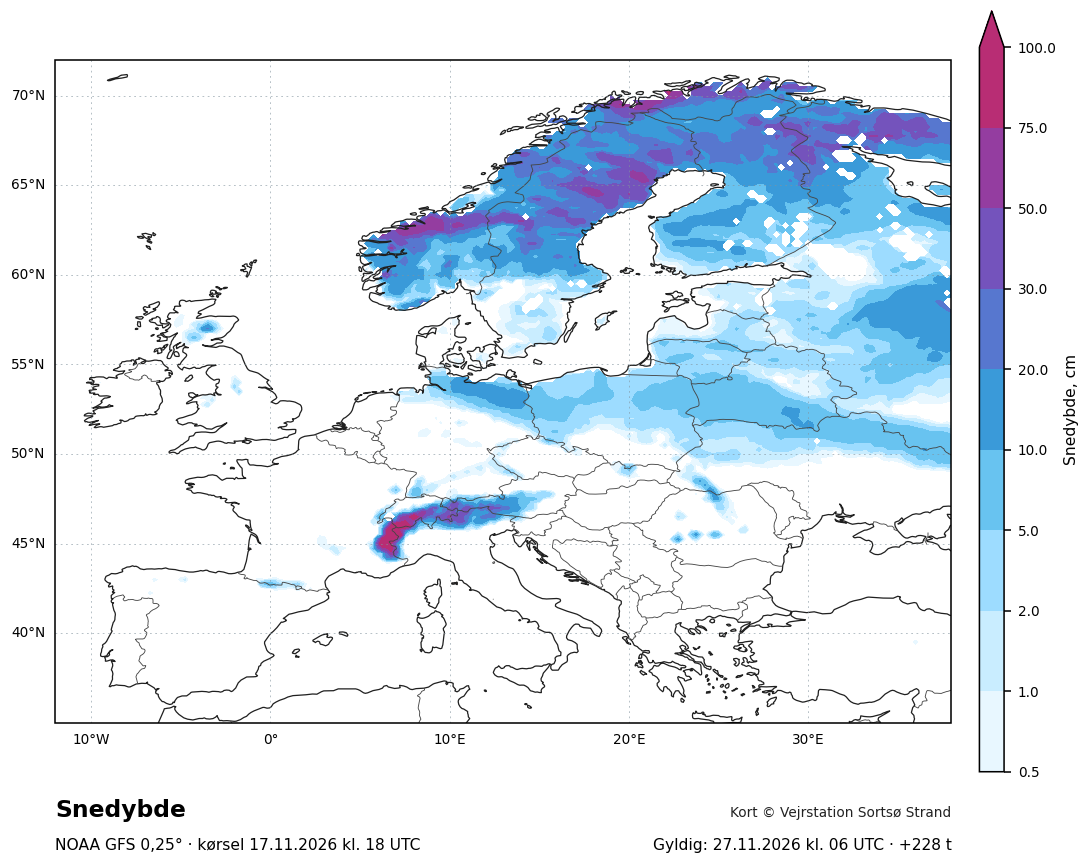 100.0
75.0
50.0
30.0
20.0
10.0
5.0
2.0
1.0
0.5
Snedybde, cm
70°N
65°N
60°N
55°N
50°N
45°N
40°N
10°W
0°
10°E
20°E
30°E
Snedybde
Kort © Vejrstation Sortsø Strand
NOAA GFS 0,25° · kørsel 17.11.2026 kl. 18 UTC
Gyldig: 27.11.2026 kl. 06 UTC · +228 t